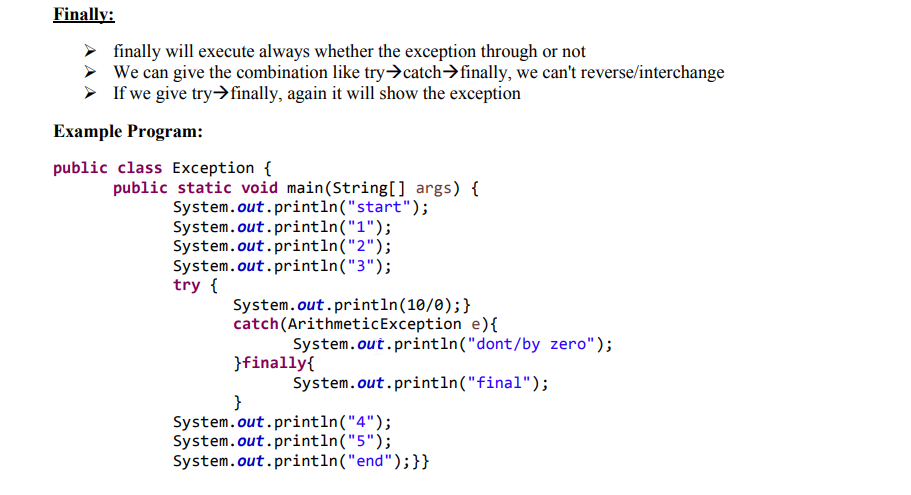 Finally:
➢ finally will execute always whether the exception through or not
➢ We can give the combination like try→catch→finally, we can't reverse/interchange
➢ If we give try→finally, again it will show the exception
Example Program:
public class Exception {
public static void main(String[] args) {
System.out.println("start");
System.out.println("1");
System.out.println("2");
System.out.println("3");
try {
System.out.println(10/0);}
catch(ArithmeticException e){
System.out.println("dont/by zero");
}finally{
System.out.println("final");
}
System.out.println("4");
System.out.println("5");
System.out.println("end");}}